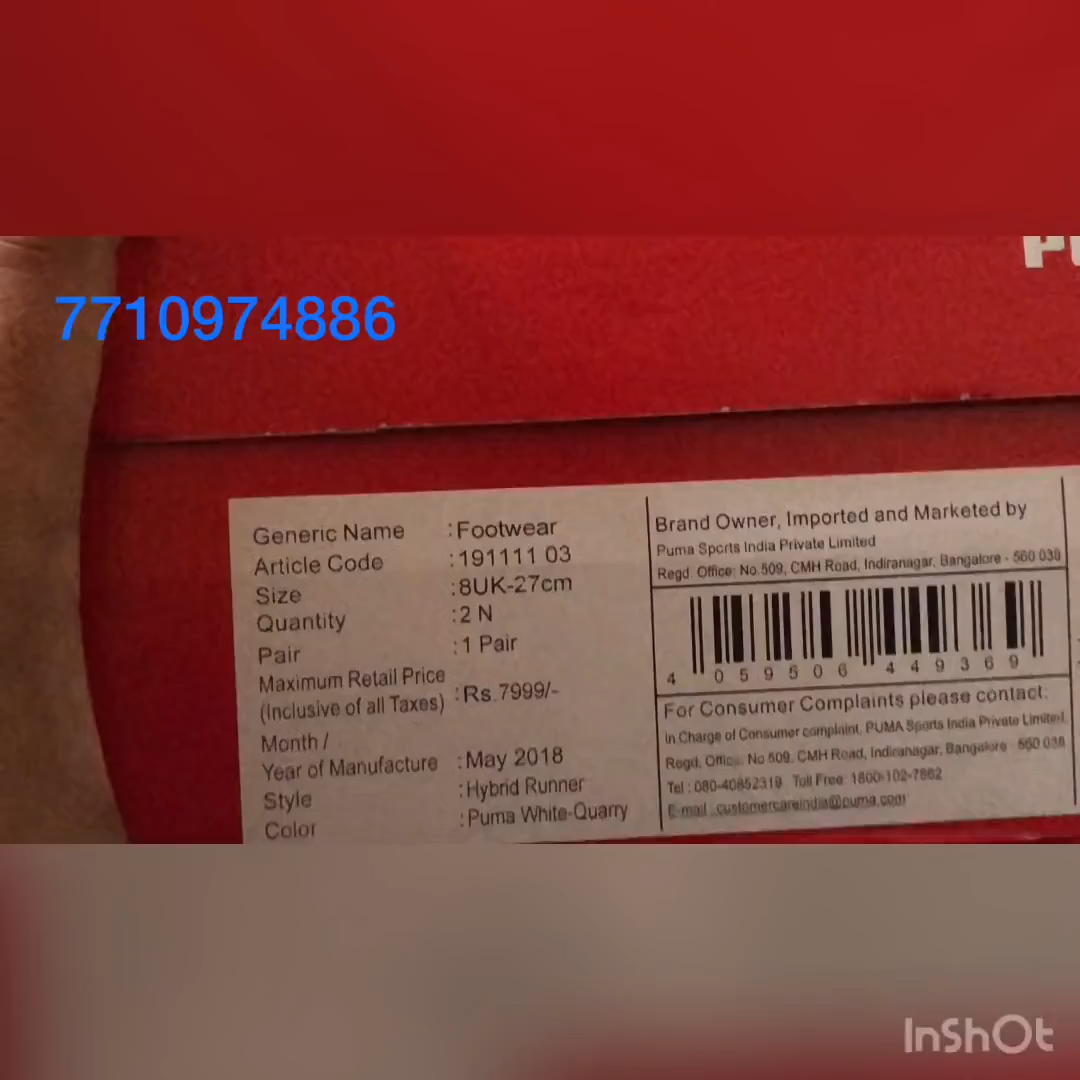 PU
7710974886
Generic Name : Footwear
Article Code : 191111 03
Size : 8UK-27cm
Quantity : 2 N
Pair : 1 Pair
Maximum Retail Price
(Inclusive of all Taxes) : Rs.7999/-
Month /
Year of Manufacture : May 2018
Style : Hybrid Runner
Color : Puma White-Quarry
Brand Owner, Imported and Marketed by
Puma Sports India Private Limited
Regd. Office: No.509, CMH Road, Indiranagar, Bangalore - 560 038
4 059506 449369
For Consumer Complaints please contact:
In Charge of Consumer complaint, PUMA Sports India Private Limited,
Regd. Office: No 509, CMH Road, Indiranagar, Bangalore - 560 038
Tel : 080-40852319 Toll Free: 1800-102-7862
E-mail :customercareindia@puma.com
InShOt